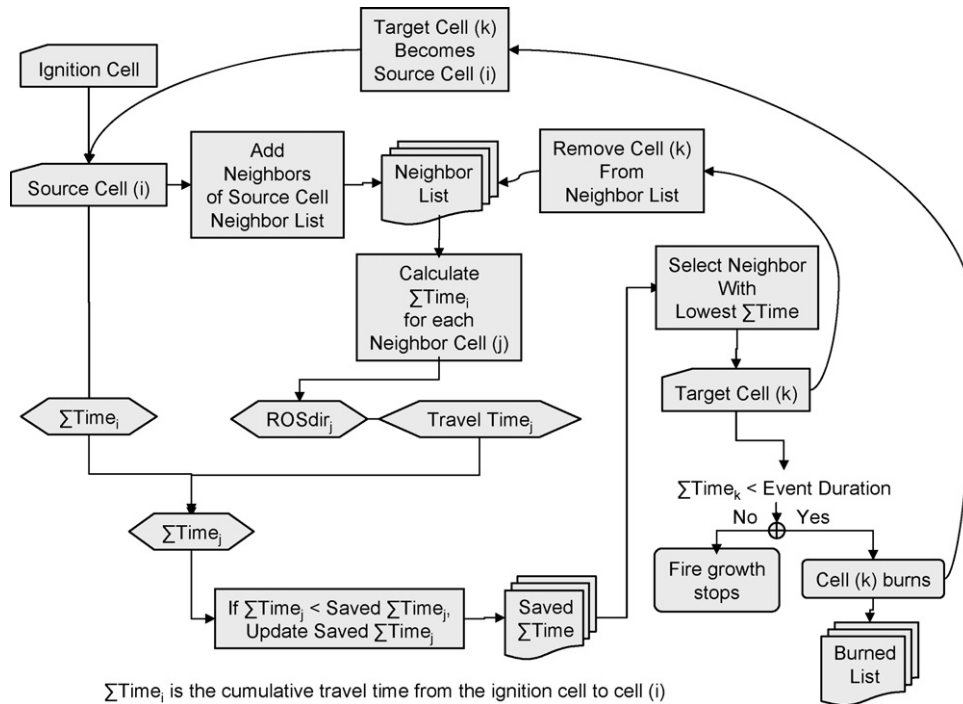 Target Cell (k)
Becomes
Source Cell (i)
Ignition Cell
Source Cell (i)
Add
Neighbors
of Source Cell
Neighbor List
Neighbor
List
Remove Cell (k)
From
Neighbor List
Calculate
∑Timeᵢ
for each
Neighbor Cell (j)
Select Neighbor
With
Lowest ∑Time
Target Cell (k)
∑Timeᵢ
ROSdirⱼ
Travel Timeⱼ
∑Timeₖ < Event Duration
No
Yes
∑Timeⱼ
Fire growth
stops
Cell (k) burns
If ∑Timeⱼ < Saved ∑Timeⱼ,
Update Saved ∑Timeⱼ
Saved
∑Time
Burned
List
∑Timeᵢ is the cumulative travel time from the ignition cell to cell (i)